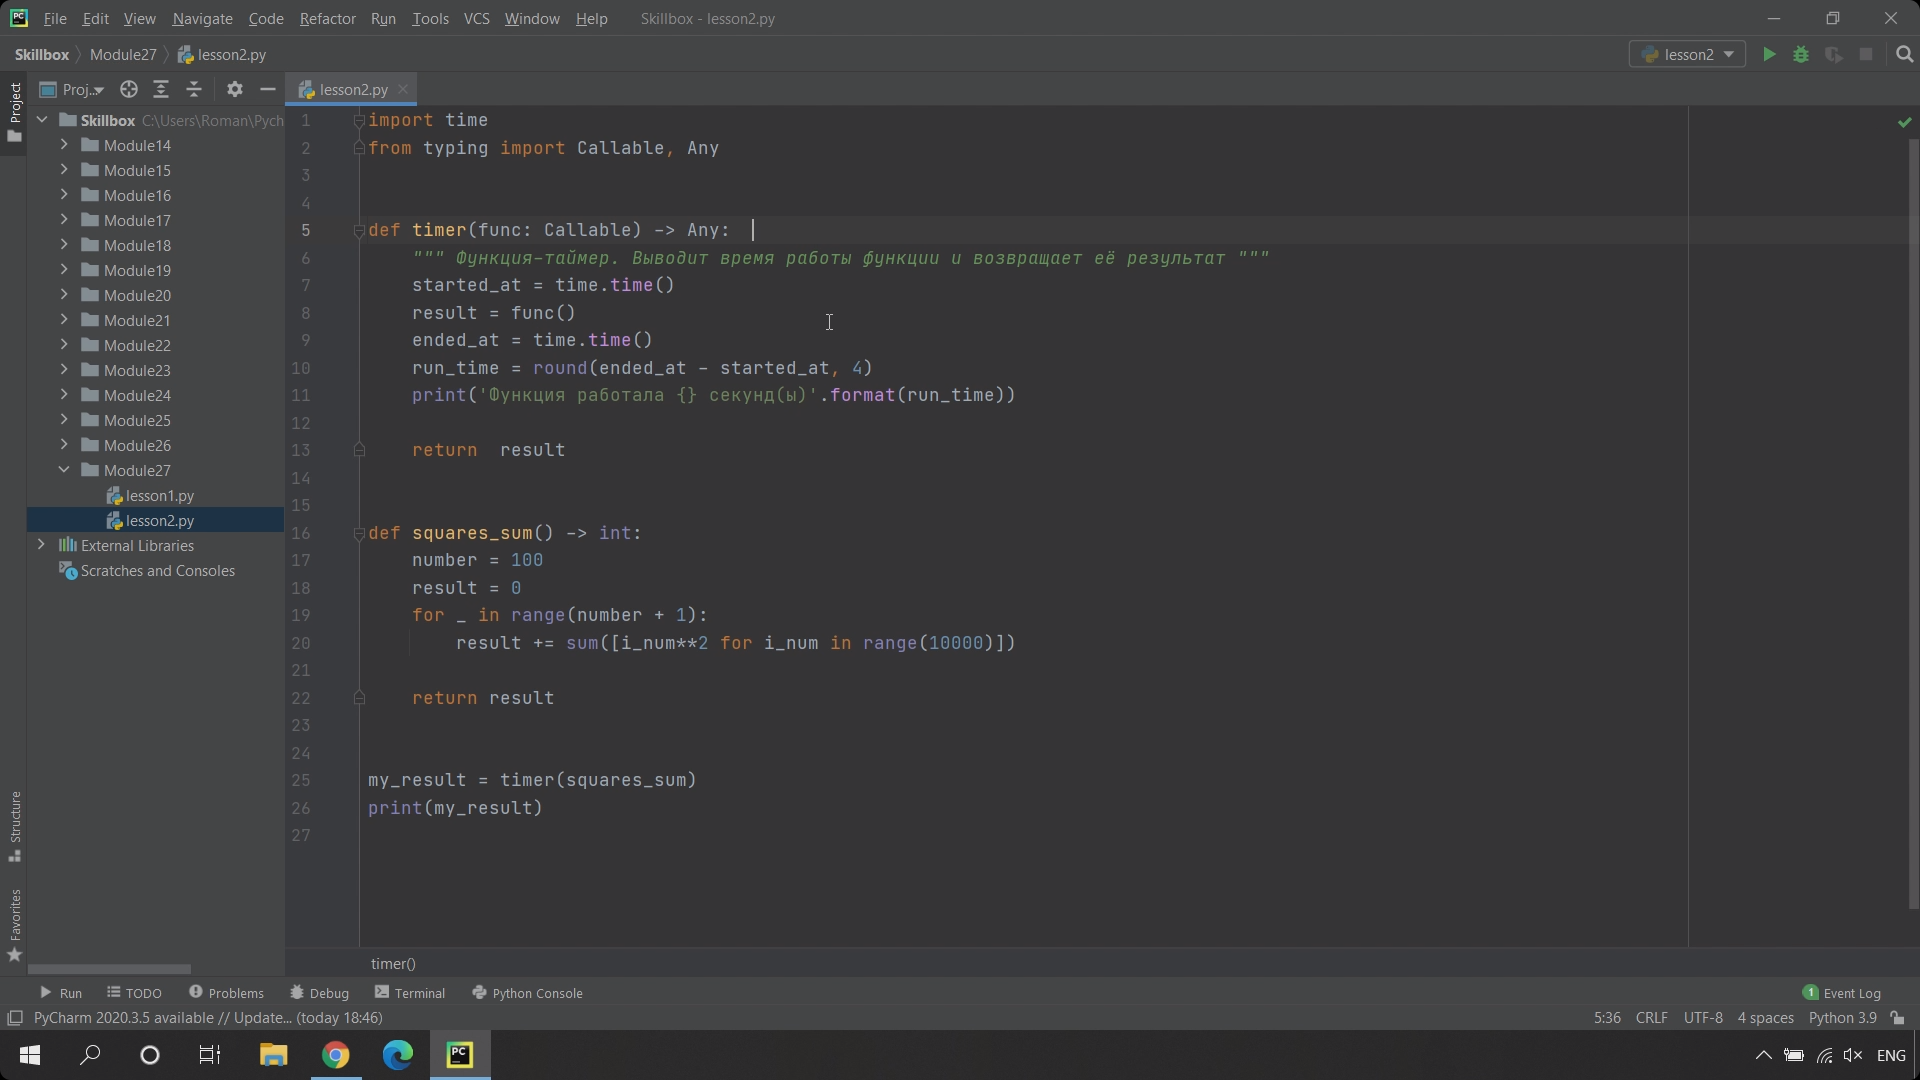 File Edit View Navigate Code Refactor Run Tools VCS Window Help Skillbox - lesson2.py
Skillbox Module27 lesson2.py lesson2
Project
Proj.. lesson2.py
Skillbox C:\Users\Roman\Pych
Module14
Module15
Module16
Module17
Module18
Module19
Module20
Module21
Module22
Module23
Module24
Module25
Module26
Module27
lesson1.py
lesson2.py
External Libraries
Scratches and Consoles
Structure
Favorites
1 import time
2 from typing import Callable, Any
3
4
5 def timer(func: Callable) -> Any:
6 """ Функция-таймер. Выводит время работы функции и возвращает её результат """
7 started_at = time.time()
8 result = func()
9 ended_at = time.time()
10 run_time = round(ended_at - started_at, 4)
11 print('Функция работала {} секунд(ы)'.format(run_time))
12
13 return  result
14
15
16 def squares_sum() -> int:
17 number = 100
18 result = 0
19 for _ in range(number + 1):
20 result += sum([i_num**2 for i_num in range(10000)])
21
22 return result
23
24
25 my_result = timer(squares_sum)
26 print(my_result)
27
timer()
Run TODO Problems Debug Terminal Python Console 1 Event Log
PyCharm 2020.3.5 available // Update... (today 18:46) 5:36 CRLF UTF-8 4 spaces Python 3.9
PC ENG